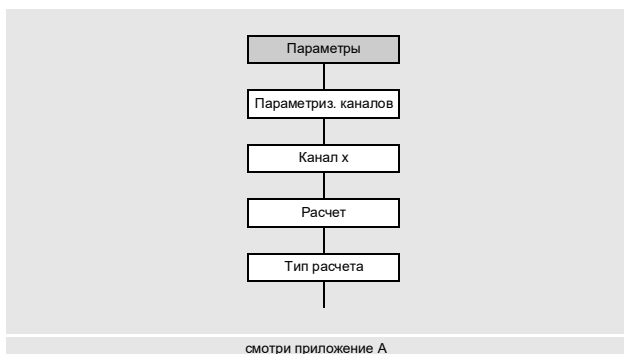 Параметры
Параметриз. каналов
Канал x
Расчет
Тип расчета
смотри приложение А